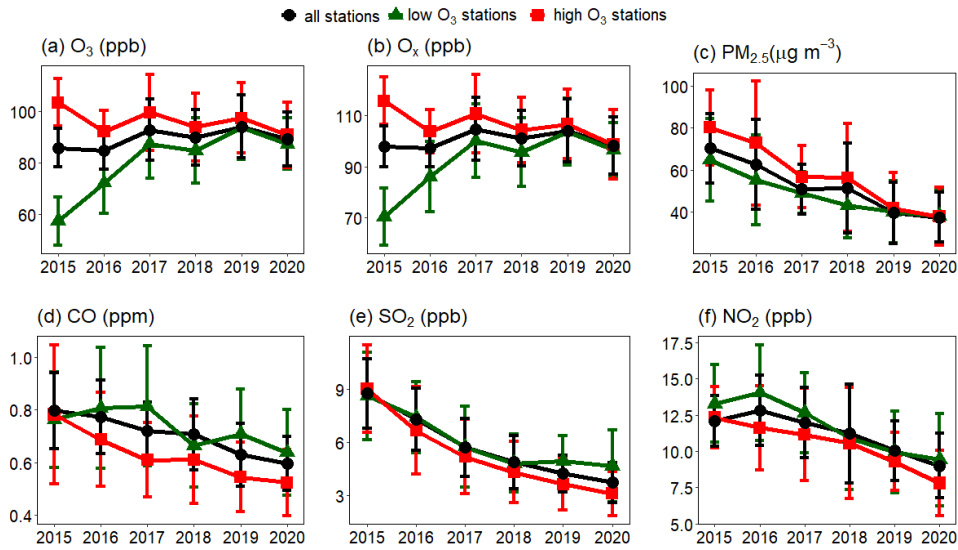 all stations low O₃ stations high O₃ stations
(a) O₃ (ppb)
100
80
60
2015 2016 2017 2018 2019 2020
(b) Oₓ (ppb)
110
90
70
2015 2016 2017 2018 2019 2020
(c) PM₂.₅(μg m⁻³)
100
80
60
40
2015 2016 2017 2018 2019 2020
(d) CO (ppm)
1.0
0.8
0.6
0.4
2015 2016 2017 2018 2019 2020
(e) SO₂ (ppb)
9
6
3
2015 2016 2017 2018 2019 2020
(f) NO₂ (ppb)
17.5
15.0
12.5
10.0
7.5
5.0
2015 2016 2017 2018 2019 2020